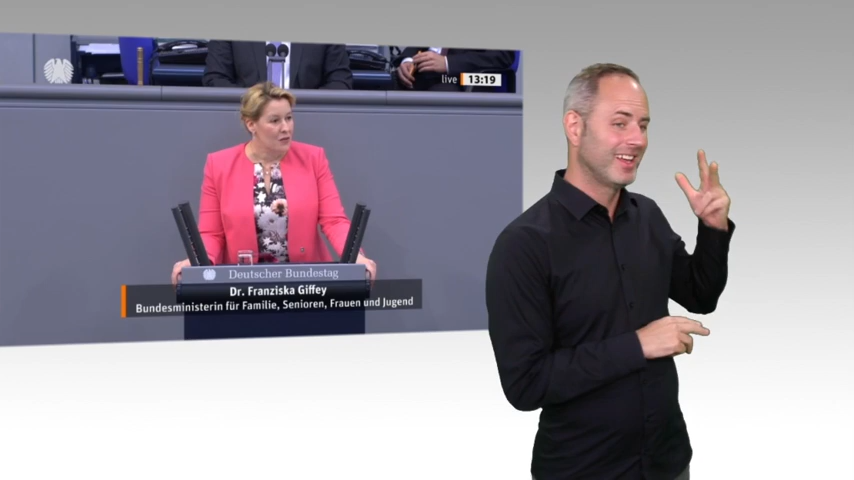 live 13:19
Deutscher Bundestag
Dr. Franziska Giffey
Bundesministerin für Familie, Senioren, Frauen und Jugend